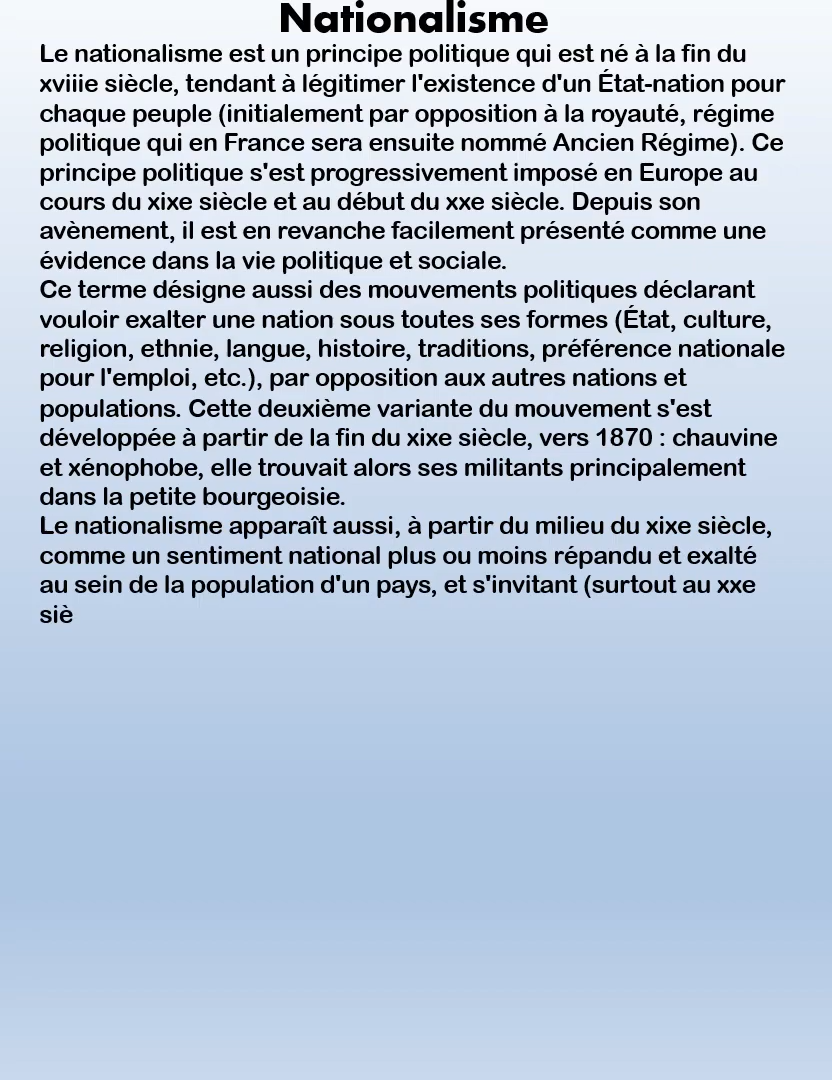 Nationalisme
Le nationalisme est un principe politique qui est né à la fin du
xviiie siècle, tendant à légitimer l'existence d'un État-nation pour
chaque peuple (initialement par opposition à la royauté, régime
politique qui en France sera ensuite nommé Ancien Régime). Ce
principe politique s'est progressivement imposé en Europe au
cours du xixe siècle et au début du xxe siècle. Depuis son
avènement, il est en revanche facilement présenté comme une
évidence dans la vie politique et sociale.
Ce terme désigne aussi des mouvements politiques déclarant
vouloir exalter une nation sous toutes ses formes (État, culture,
religion, ethnie, langue, histoire, traditions, préférence nationale
pour l'emploi, etc.), par opposition aux autres nations et
populations. Cette deuxième variante du mouvement s'est
développée à partir de la fin du xixe siècle, vers 1870 : chauvine
et xénophobe, elle trouvait alors ses militants principalement
dans la petite bourgeoisie.
Le nationalisme apparaît aussi, à partir du milieu du xixe siècle,
comme un sentiment national plus ou moins répandu et exalté
au sein de la population d'un pays, et s'invitant (surtout au xxe
siè